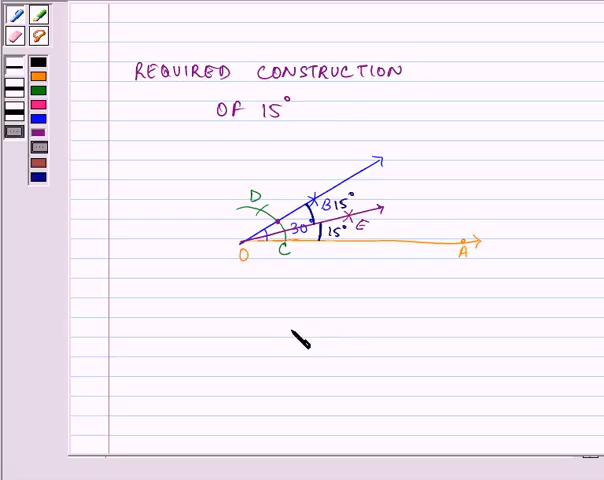 REQUIRED CONSTRUCTION
OF 15°
D
B 15°
30°
15°
E
O
C
A